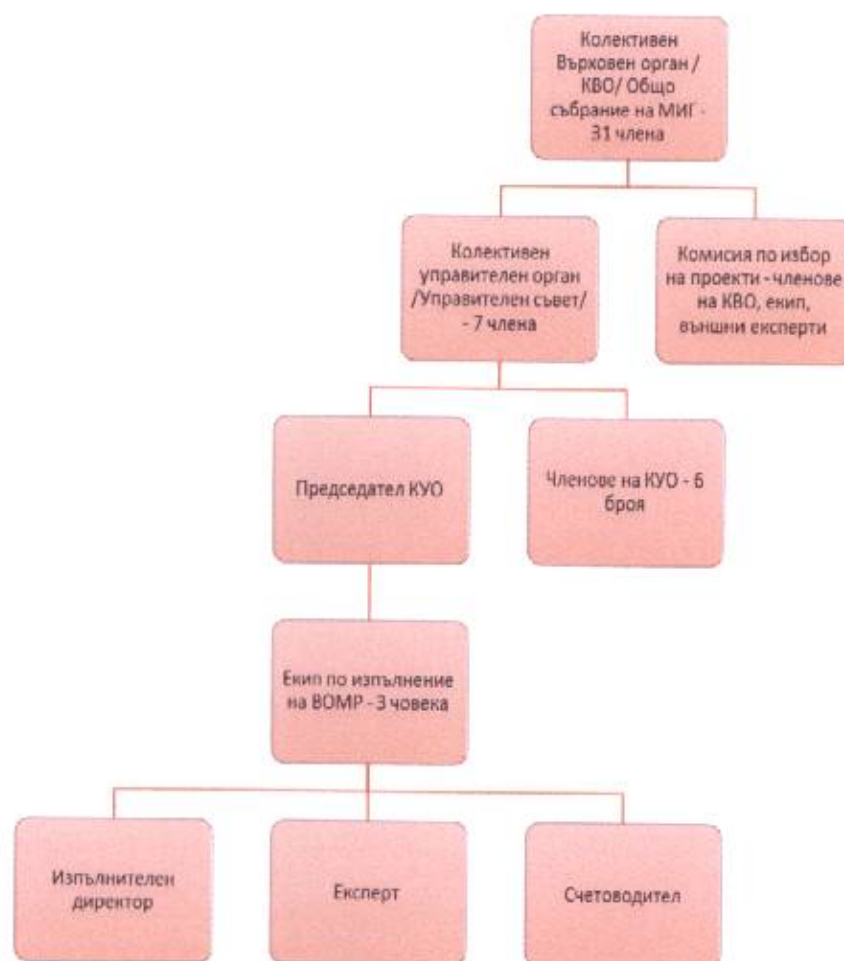 Колективен
Върховен орган /
КВО/ Общо
събрание на МИГ -
31 члена
Колективен
управителен орган
/Управителен съвет/
- 7 члена
Комисия по избор
на проекти - членове
на КВО, екип,
външни експерти
Председател КУО
Членове на КУО - 6
броя
Екип по изпълнение
на ВОМР - 3 човека
Изпълнителен
директор
Експерт
Счетоводител